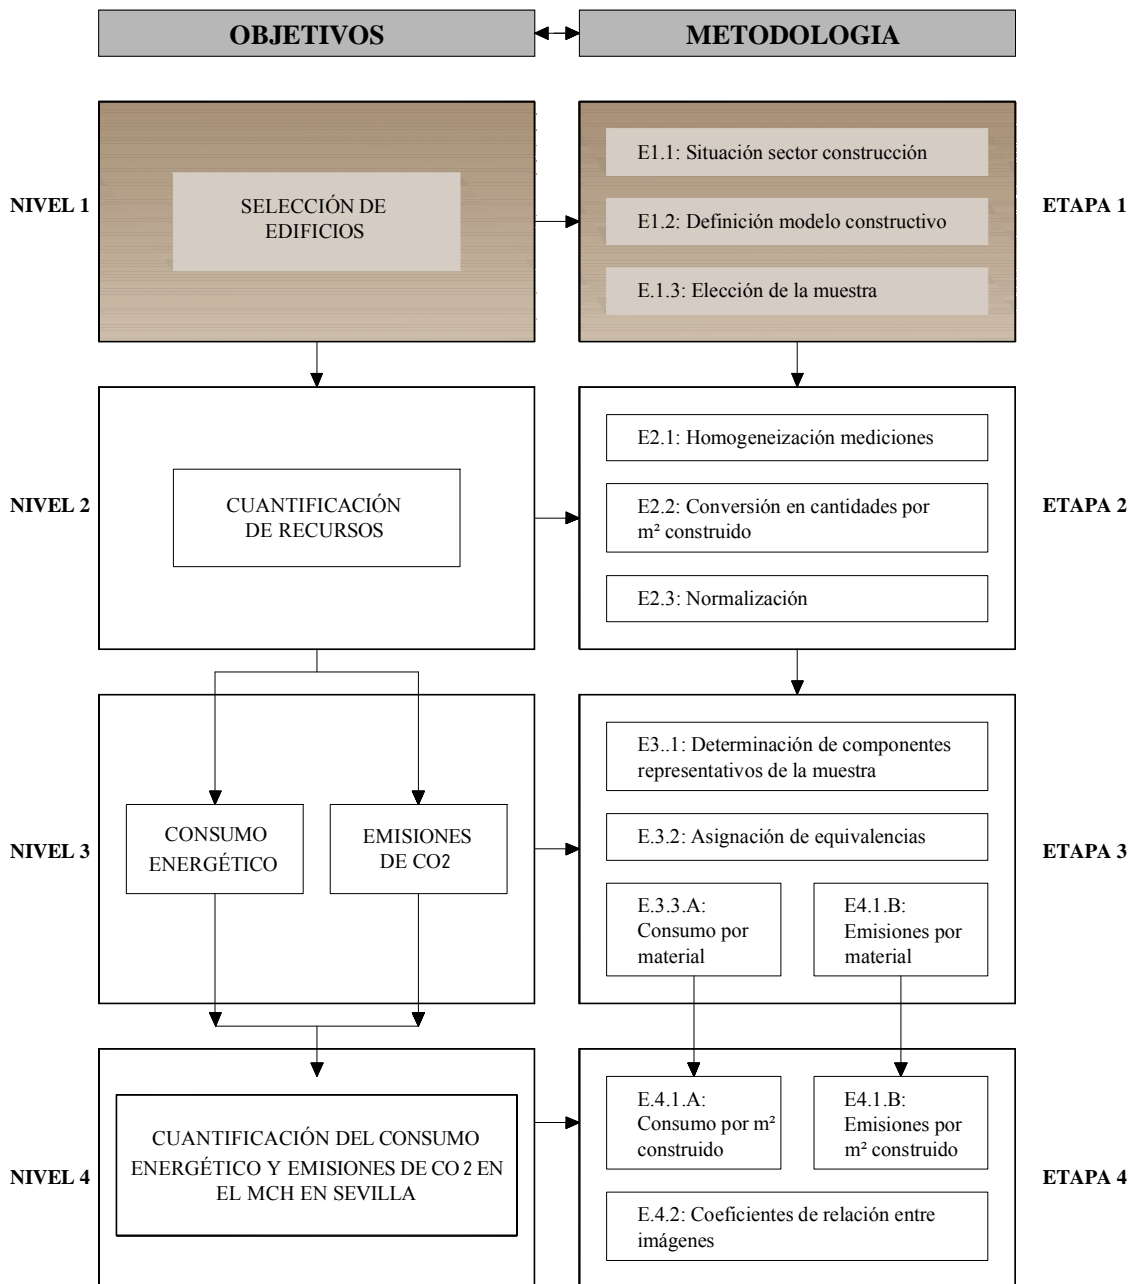 OBJETIVOS
METODOLOGIA
NIVEL 1
SELECCIÓN DE
EDIFICIOS
E1.1: Situación sector construcción
E1.2: Definición modelo constructivo
E.1.3: Elección de la muestra
ETAPA 1
NIVEL 2
CUANTIFICACIÓN
DE RECURSOS
E2.1: Homogeneización mediciones
E2.2: Conversión en cantidades por
m² construido
E2.3: Normalización
ETAPA 2
NIVEL 3
CONSUMO
ENERGÉTICO
EMISIONES
DE CO2
E3..1: Determinación de componentes
representativos de la muestra
E.3.2: Asignación de equivalencias
E.3.3.A:
Consumo por
material
E4.1.B:
Emisiones por
material
ETAPA 3
NIVEL 4
CUANTIFICACIÓN DEL CONSUMO
ENERGÉTICO Y EMISIONES DE CO 2 EN
EL MCH EN SEVILLA
E.4.1.A:
Consumo por m²
construido
E4.1.B:
Emisiones por
m² construido
E.4.2: Coeficientes de relación entre
imágenes
ETAPA 4